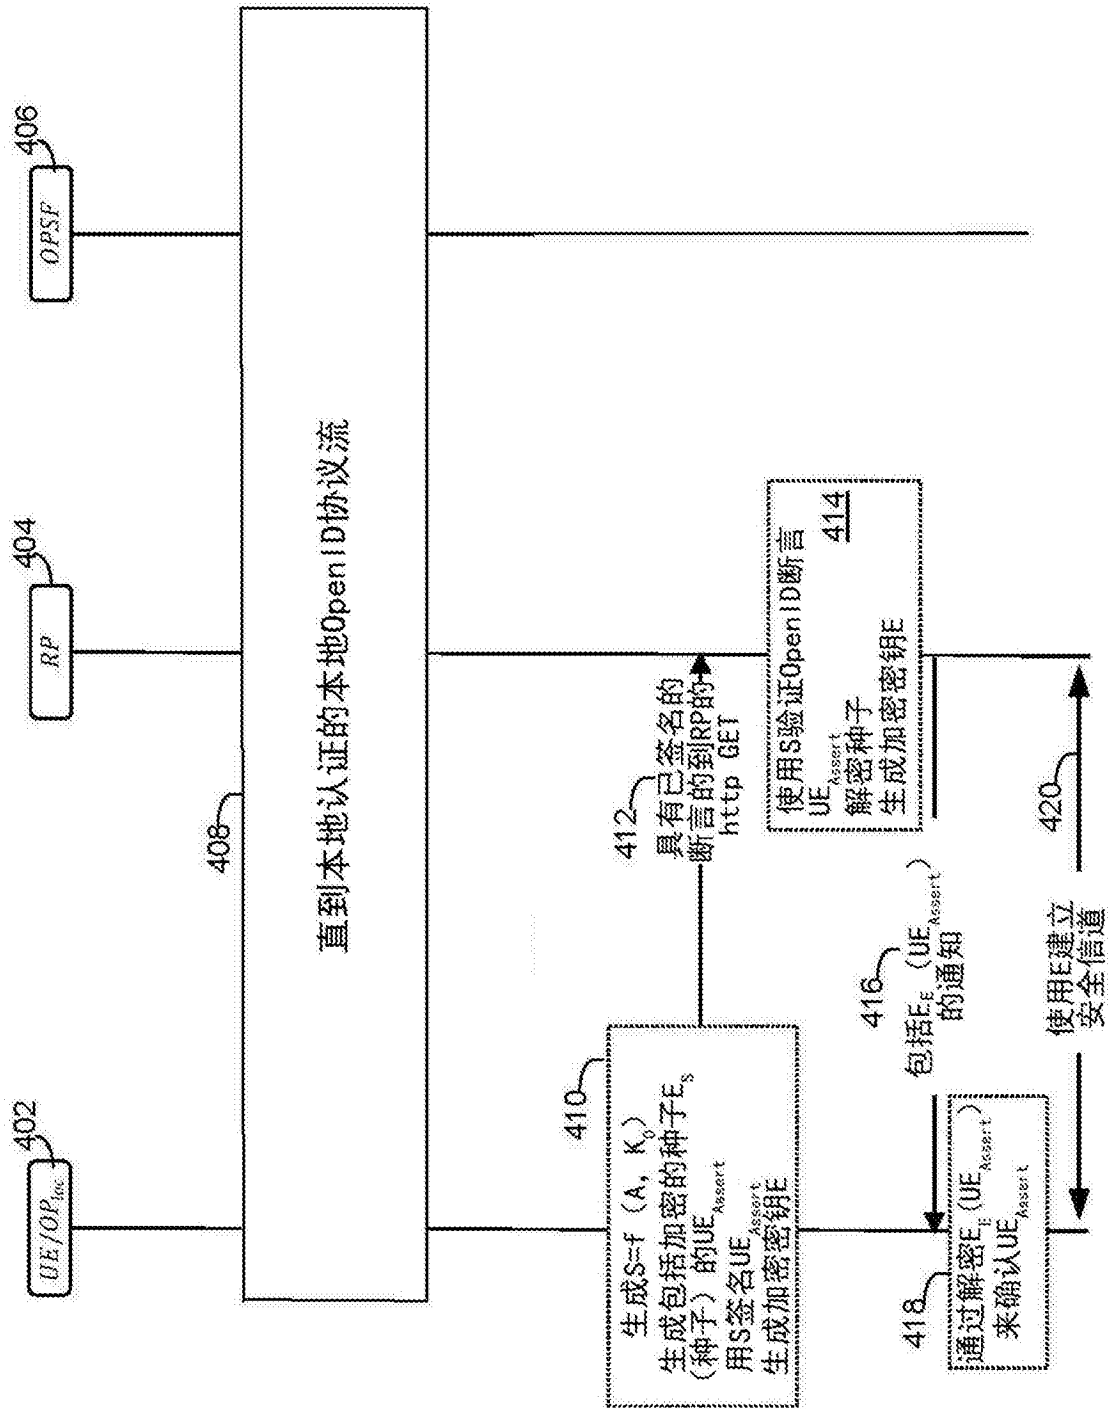 402
UE/OPloc
404
RP
406
OPSF
408
直到本地认证的本地OpenID协议流
410
生成S=f (A, K0)
生成包括加密的种子ES
(种子) 的UEAssert
用S签名UEAssert
生成加密密钥E
412
具有已签名的
断言的到RP的
http GET
使用S验证OpenID断言
UEAssert
解密种子
生成加密密钥E
414
416
包括EE (UEAssert)
的通知
418
通过解密EE(UEAssert)
来确认UEAssert
420
使用E建立
安全信道